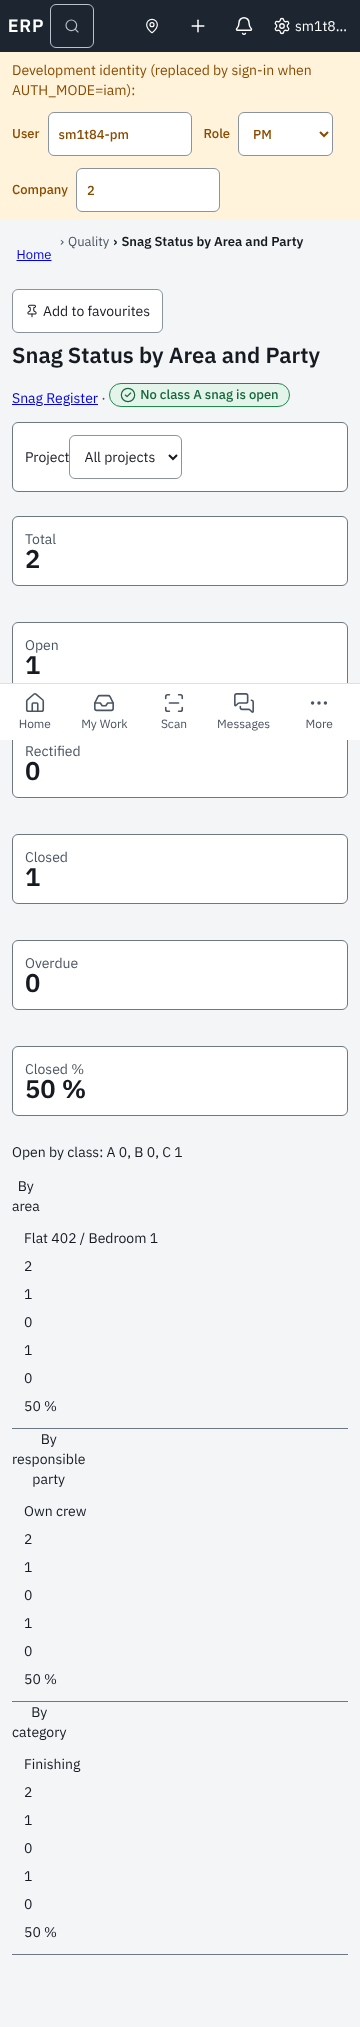 ERP
sm1t8...
Development identity (replaced by sign-in when
AUTH_MODE=iam):
User sm1t84-pm Role PM
Company 2
Home › Quality › Snag Status by Area and Party
Add to favourites
Snag Status by Area and Party
Snag Register · No class A snag is open
Project All projects
Total
2
Open
1
Home My Work Scan Messages More
Rectified
0
Closed
1
Overdue
0
Closed %
50 %
Open by class: A 0, B 0, C 1
By
area
Flat 402 / Bedroom 1
2
1
0
1
0
50 %
By
responsible
party
Own crew
2
1
0
1
0
50 %
By
category
Finishing
2
1
0
1
0
50 %